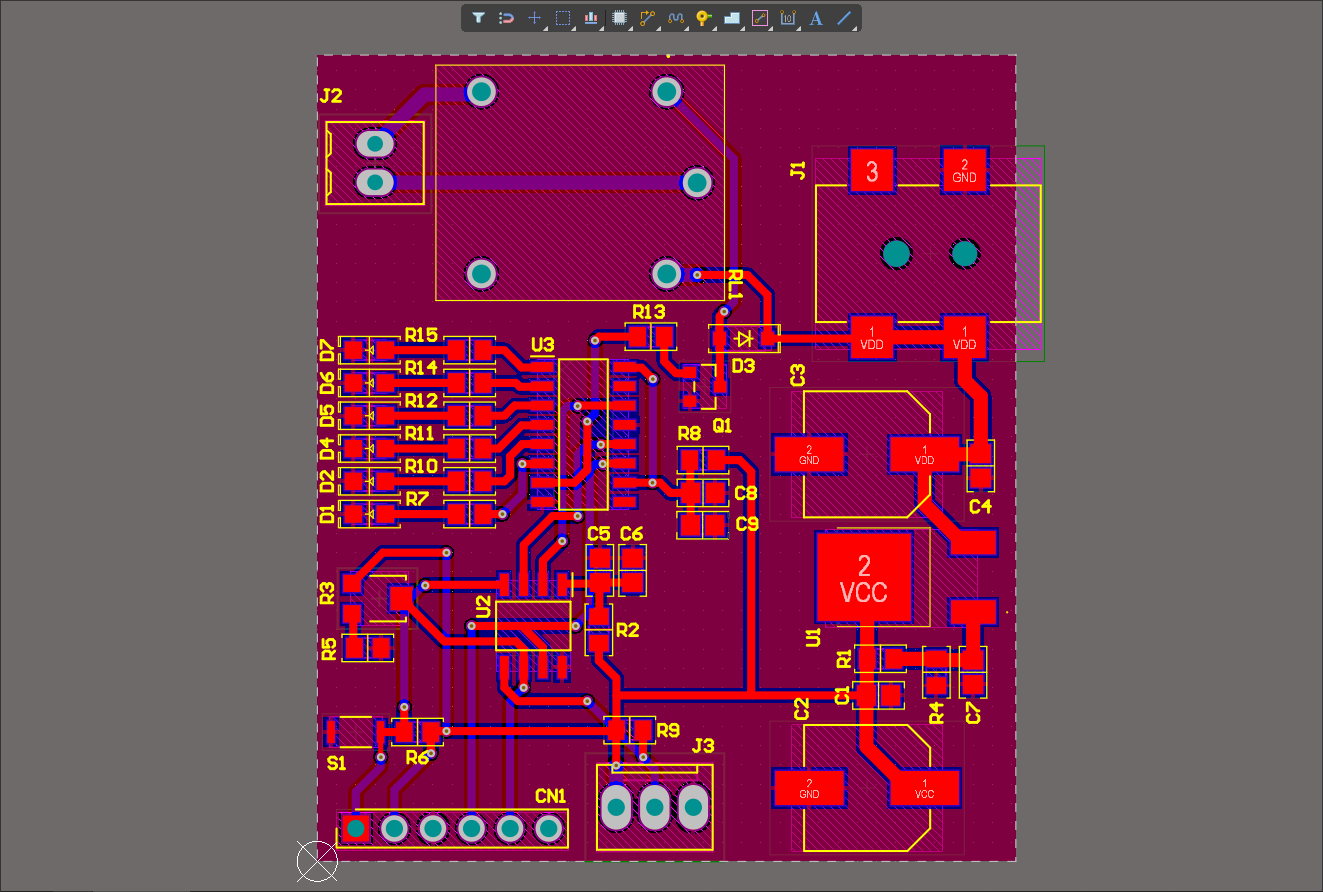 10
A
J2
J1
3
2
GND
RL1
1
VDD
1
VDD
R13
D3
U3
D7
R15
D6
R14
D5
R12
D4
R11
D2
R10
D1
R7
Q1
C3
R8
2
GND
1
VDD
C8
C4
C9
C5
C6
2
VCC
R3
U2
R2
U1
R5
R1
C1
R4
C7
C2
R9
J3
S1
R6
2
GND
1
VCC
CN1